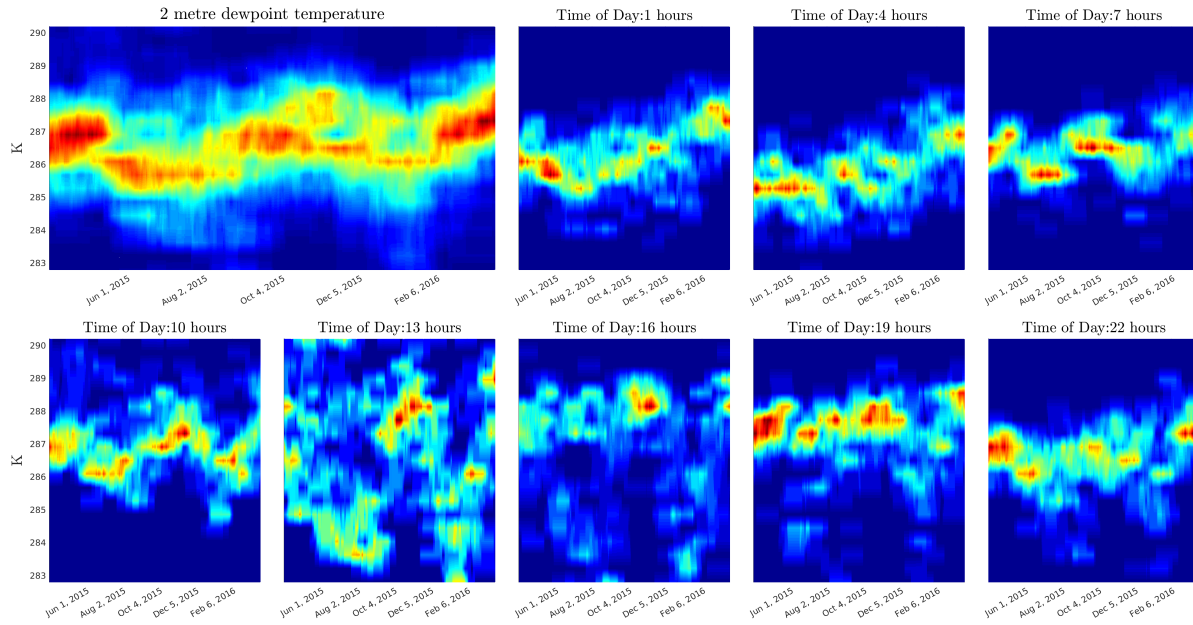 2 metre dewpoint temperature
K
290
289
288
287
286
285
284
283
Jun 1, 2015
Aug 2, 2015
Oct 4, 2015
Dec 5, 2015
Feb 6, 2016
Time of Day:1 hours
Jun 1, 2015
Aug 2, 2015
Oct 4, 2015
Dec 5, 2015
Feb 6, 2016
Time of Day:4 hours
Jun 1, 2015
Aug 2, 2015
Oct 4, 2015
Dec 5, 2015
Feb 6, 2016
Time of Day:7 hours
Jun 1, 2015
Aug 2, 2015
Oct 4, 2015
Dec 5, 2015
Feb 6, 2016
Time of Day:10 hours
K
290
289
288
287
286
285
284
283
Jun 1, 2015
Aug 2, 2015
Oct 4, 2015
Dec 5, 2015
Feb 6, 2016
Time of Day:13 hours
Jun 1, 2015
Aug 2, 2015
Oct 4, 2015
Dec 5, 2015
Feb 6, 2016
Time of Day:16 hours
Jun 1, 2015
Aug 2, 2015
Oct 4, 2015
Dec 5, 2015
Feb 6, 2016
Time of Day:19 hours
Jun 1, 2015
Aug 2, 2015
Oct 4, 2015
Dec 5, 2015
Feb 6, 2016
Time of Day:22 hours
Jun 1, 2015
Aug 2, 2015
Oct 4, 2015
Dec 5, 2015
Feb 6, 2016